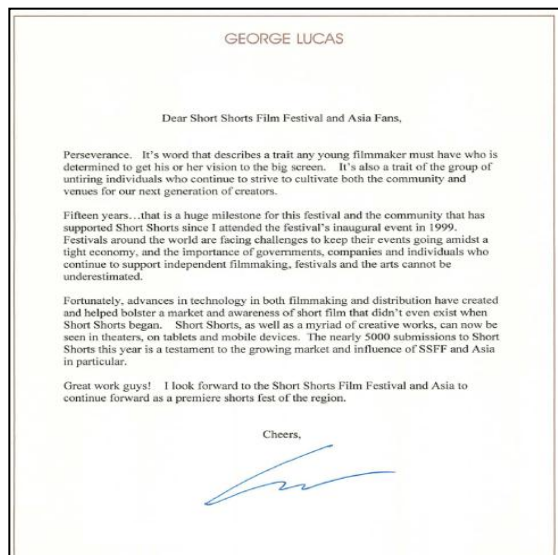 GEORGE LUCAS
Dear Short Shorts Film Festival and Asia Fans,
Perseverance. It's word that describes a trait any young filmmaker must have who is
determined to get his or her vision to the big screen. It's also a trait of the group of
untiring individuals who continue to strive to cultivate both the community and
venues for our next generation of creators.
Fifteen years…that is a huge milestone for this festival and the community that has
supported Short Shorts since I attended the festival's inaugural event in 1999.
Festivals around the world are facing challenges to keep their events going amidst a
tight economy, and the importance of governments, companies and individuals who
continue to support independent filmmaking, festivals and the arts cannot be
underestimated.
Fortunately, advances in technology in both filmmaking and distribution have created
and helped bolster a market and awareness of short film that didn't even exist when
Short Shorts began. Short Shorts, as well as a myriad of creative works, can now be
seen in theaters, on tablets and mobile devices. The nearly 5000 submissions to Short
Shorts this year is a testament to the growing market and influence of SSFF and Asia
in particular.
Great work guys! I look forward to the Short Shorts Film Festival and Asia to
continue forward as a premiere shorts fest of the region.
Cheers,